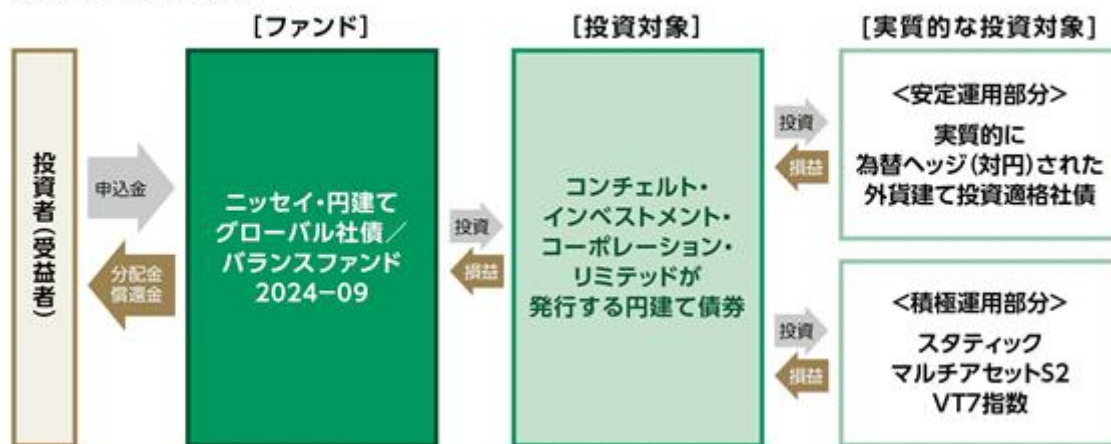 [ファンド]
[投資対象]
[実質的な投資対象]
投資者(受益者)
申込金
分配金
償還金
ニッセイ・円建て
グローバル社債／
バランスファンド
2024−09
投資
損益
コンチェルト・
インベストメント・
コーポレーション・
リミテッドが
発行する円建て債券
投資
損益
<安定運用部分>
実質的に
為替ヘッジ(対円)された
外貨建て投資適格社債
投資
損益
<積極運用部分>
スタティック
マルチアセットS2
VT7指数